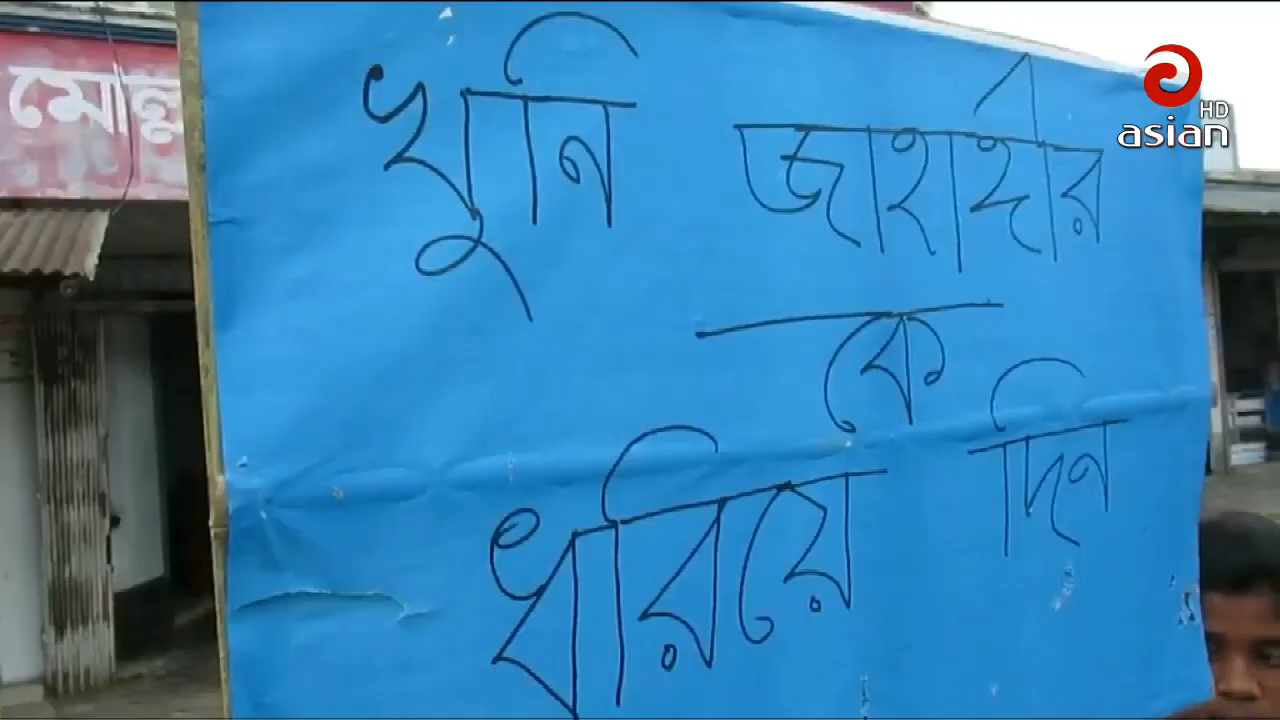 মোল্ল
HD
asian
খুনি জাহাঙ্গীর
কে
ধরিয়ে দিন